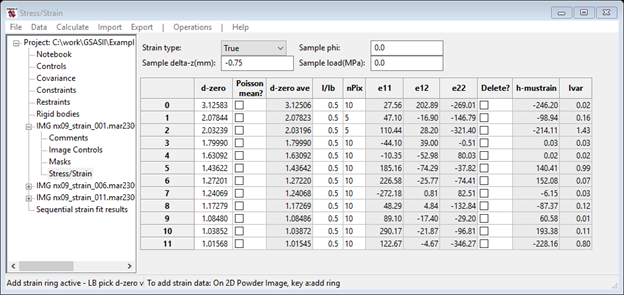 Stress/Strain
File Data Calculate Import Export | Operations | Help
Project: C:\work\GSASII\Exampl
Notebook
Controls
Covariance
Constraints
Restraints
Rigid bodies
IMG nx09_strain_001.mar230
Comments
Image Controls
Masks
Stress/Strain
IMG nx09_strain_006.mar230
IMG nx09_strain_011.mar230
Sequential strain fit results
Strain type: True Sample phi: 0.0
Sample delta-z(mm): -0.75 Sample load(MPa): 0.0
d-zero Poisson mean? d-zero ave I/Ib nPix e11 e12 e22 Delete? h-mustrain Ivar
0 3.12583 3.12506 0.5 10 27.56 202.89 -269.01 -246.20 0.02
1 2.07844 2.07823 0.5 5 47.10 -16.90 -146.79 -98.94 0.16
2 2.03239 2.03196 0.5 5 110.44 28.20 -321.40 -214.11 1.43
3 1.79990 1.79990 0.5 10 -44.10 39.00 -0.51 0.03 0.03
4 1.63092 1.63092 0.5 10 -10.35 -52.98 80.03 0.02 0.02
5 1.43622 1.43642 0.5 10 185.16 -74.29 -37.82 140.41 0.99
6 1.27201 1.27220 0.5 10 226.58 -25.77 -74.41 152.08 0.07
7 1.24069 1.24069 0.5 10 -272.18 0.81 82.51 -6.15 0.03
8 1.17279 1.17269 0.5 10 48.29 4.84 -132.84 -87.37 0.12
9 1.08480 1.08486 0.5 10 89.10 -17.40 -29.20 60.58 0.01
10 1.03852 1.03872 0.5 10 290.17 -21.87 -96.81 193.38 0.11
11 1.01568 1.01545 0.5 10 122.67 -4.67 -346.27 -228.16 0.80
Add strain ring active - LB pick d-zero v To add strain data: On 2D Powder Image, key a:add ring